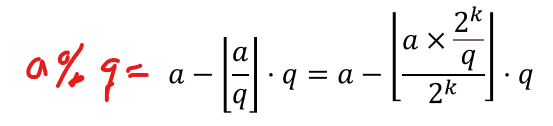 a % q = a − ⌊a/q⌋ · q = a − ⌊(a × 2^k/q)/2^k⌋ · q